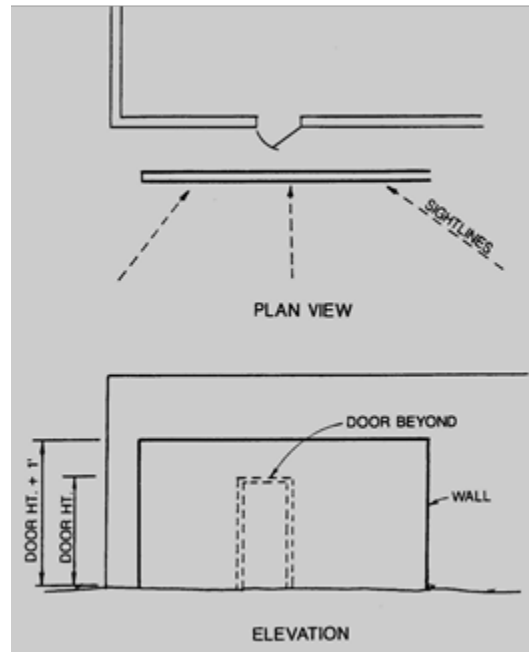 SIGHTLINES
PLAN VIEW
DOOR BEYOND
DOOR HT. + 1'
DOOR HT.
WALL
ELEVATION